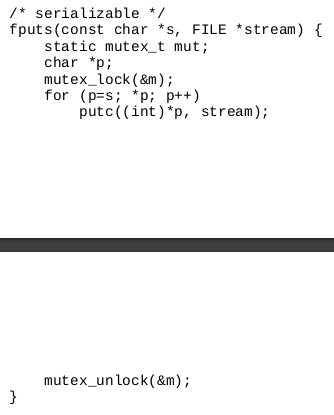 /* serializable */
fputs(const char *s, FILE *stream) {
    static mutex_t mut;
    char *p;
    mutex_lock(&m);
    for (p=s; *p; p++)
        putc((int)*p, stream);
    mutex_unlock(&m);
}